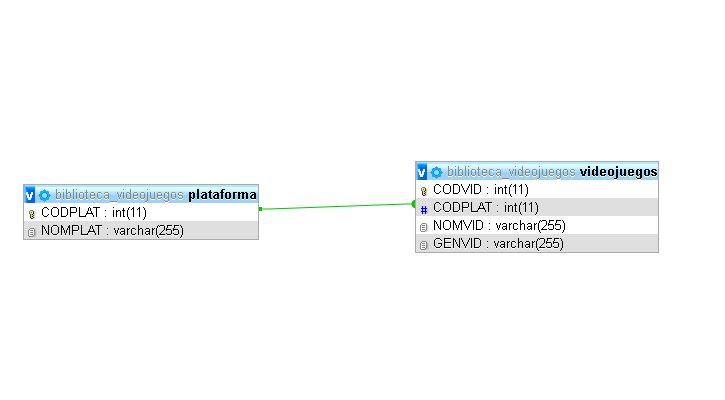 v biblioteca_videojuegos plataforma
CODPLAT : int(11)
NOMPLAT : varchar(255)
v biblioteca_videojuegos videojuegos
CODVID : int(11)
# CODPLAT : int(11)
NOMVID : varchar(255)
GENVID : varchar(255)